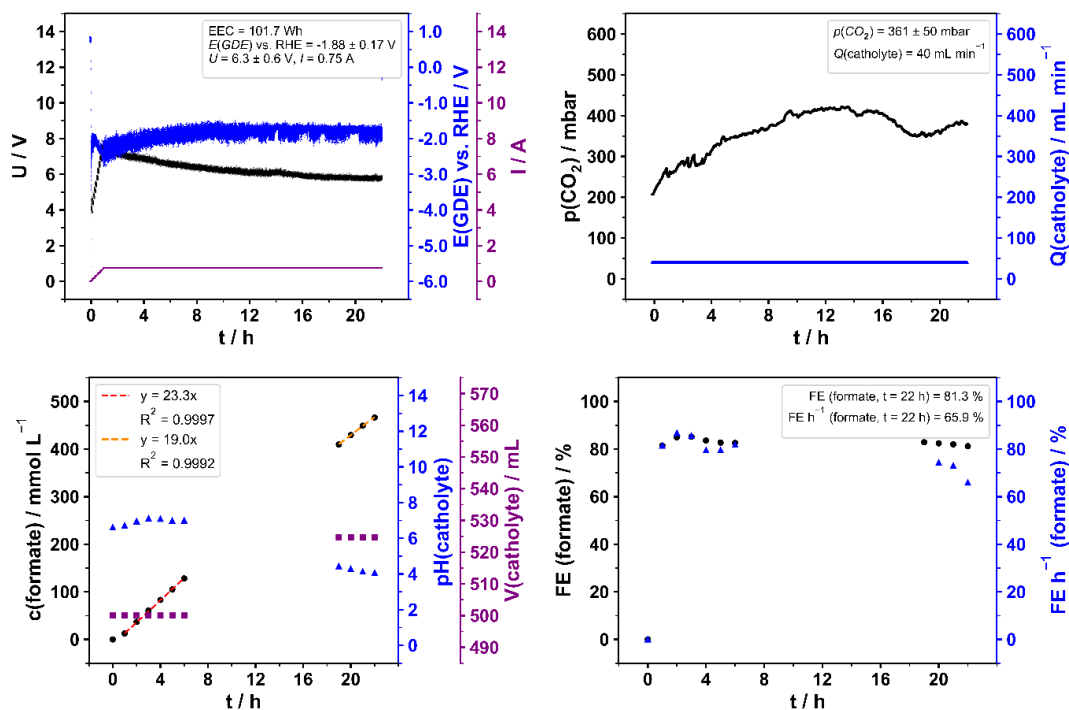 EEC = 101.7 Wh
E(GDE) vs. RHE = -1.88 ± 0.17 V
U = 6.3 ± 0.6 V, I = 0.75 A
14
12
10
8
6
4
2
0
U / V
1.0
0.0
-1.0
-2.0
-3.0
-4.0
-5.0
-6.0
E(GDE) vs. RHE / V
14
12
10
8
6
4
2
0
I / A
0 4 8 12 16 20
t / h
p(CO₂) = 361 ± 50 mbar
Q(catholyte) = 40 mL min⁻¹
600
500
400
300
200
100
0
p(CO₂) / mbar
650
600
550
500
450
400
350
300
250
200
150
100
50
0
Q(catholyte) / mL min⁻¹
0 4 8 12 16 20
t / h
y = 23.3x
R² = 0.9997
y = 19.0x
R² = 0.9992
500
400
300
200
100
0
c(formate) / mmol L⁻¹
14
12
10
8
6
4
2
0
pH(catholyte)
570
560
550
540
530
520
510
500
490
V(catholyte) / mL
0 4 8 12 16 20
t / h
FE (formate, t = 22 h) = 81.3 %
FE h⁻¹ (formate, t = 22 h) = 65.9 %
100
80
60
40
20
0
FE (formate) / %
100
80
60
40
20
0
FE h⁻¹ (formate) / %
0 4 8 12 16 20
t / h